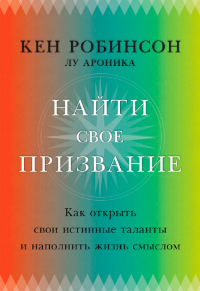 КЕН РОБИНСОН
ЛУ АРОНИКА
НАЙТИ
СВОЕ
ПРИЗВАНИЕ
Как открыть
свои истинные таланты
и наполнить жизнь смыслом